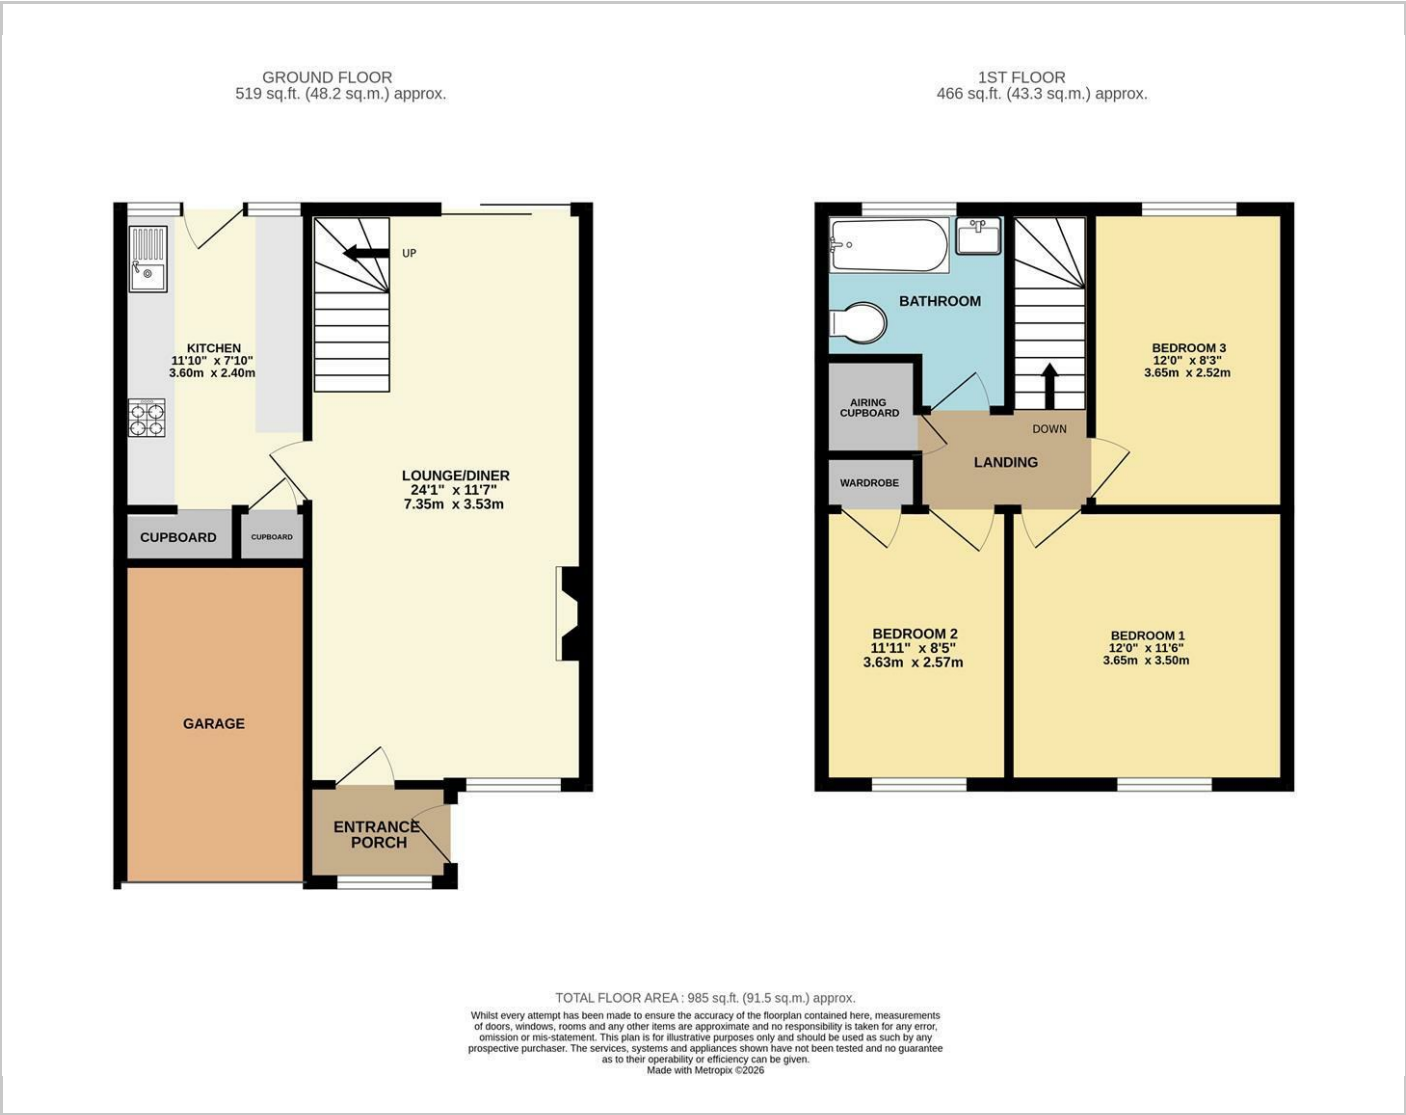 GROUND FLOOR
519 sq.ft. (48.2 sq.m.) approx.
1ST FLOOR
466 sq.ft. (43.3 sq.m.) approx.
UP
KITCHEN
11'10" x 7'10"
3.60m x 2.40m
LOUNGE/DINER
24'1" x 11'7"
7.35m x 3.53m
CUPBOARD
CUPBOARD
GARAGE
ENTRANCE
PORCH
BATHROOM
BEDROOM 3
12'0" x 8'3"
3.65m x 2.52m
AIRING
CUPBOARD
DOWN
LANDING
WARDROBE
BEDROOM 2
11'11" x 8'5"
3.63m x 2.57m
BEDROOM 1
12'0" x 11'6"
3.65m x 3.50m
TOTAL FLOOR AREA : 985 sq.ft. (91.5 sq.m.) approx.
Whilst every attempt has been made to ensure the accuracy of the floorplan contained here, measurements
of doors, windows, rooms and any other items are approximate and no responsibility is taken for any error,
omission or mis-statement. This plan is for illustrative purposes only and should be used as such by any
prospective purchaser. The services, systems and appliances shown have not been tested and no guarantee
as to their operability or efficiency can be given.
Made with Metropix ©2026